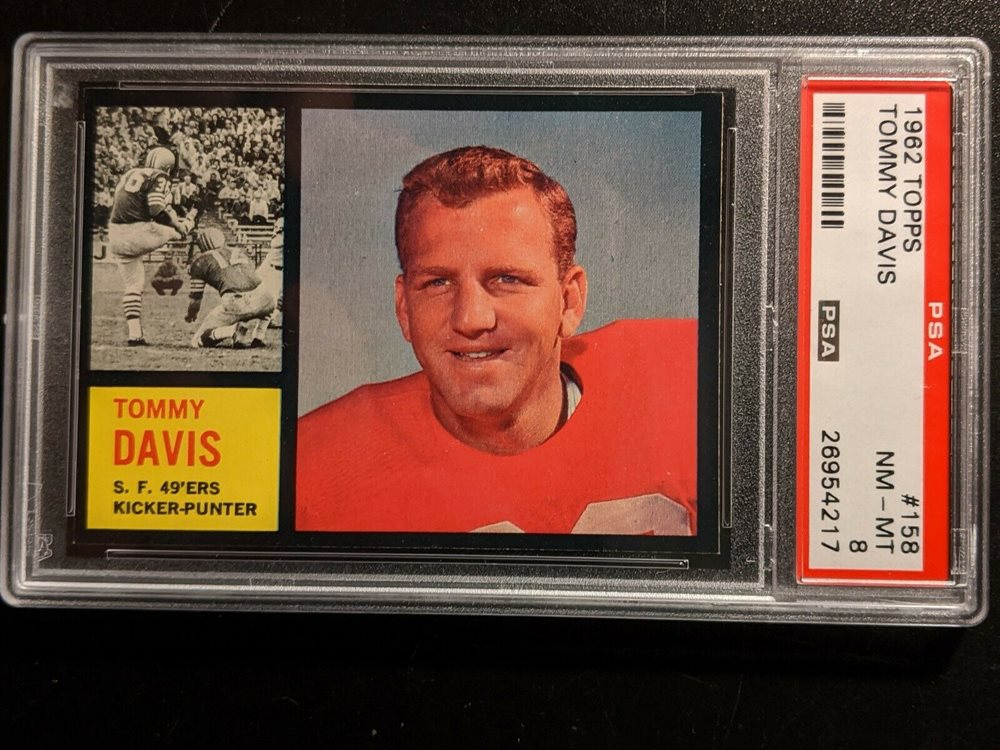 TOMMY
DAVIS
S. F. 49'ERS
KICKER-PUNTER
PSA
1962 TOPPS
#158
TOMMY DAVIS
NM-MT
8
PSA
26954217